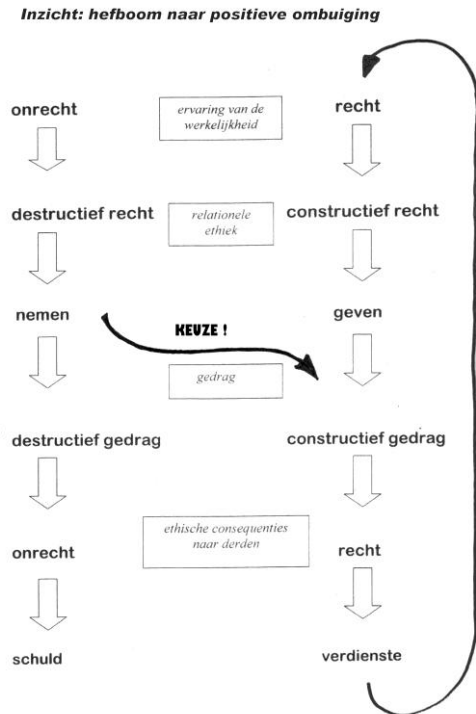 Inzicht: hefboom naar positieve ombuiging
onrecht
ervaring van de
werkelijkheid
recht
destructief recht
relationele
ethiek
constructief recht
nemen
KEUZE !
geven
gedrag
destructief gedrag
constructief gedrag
ethische consequenties
naar derden
onrecht
recht
schuld
verdienste